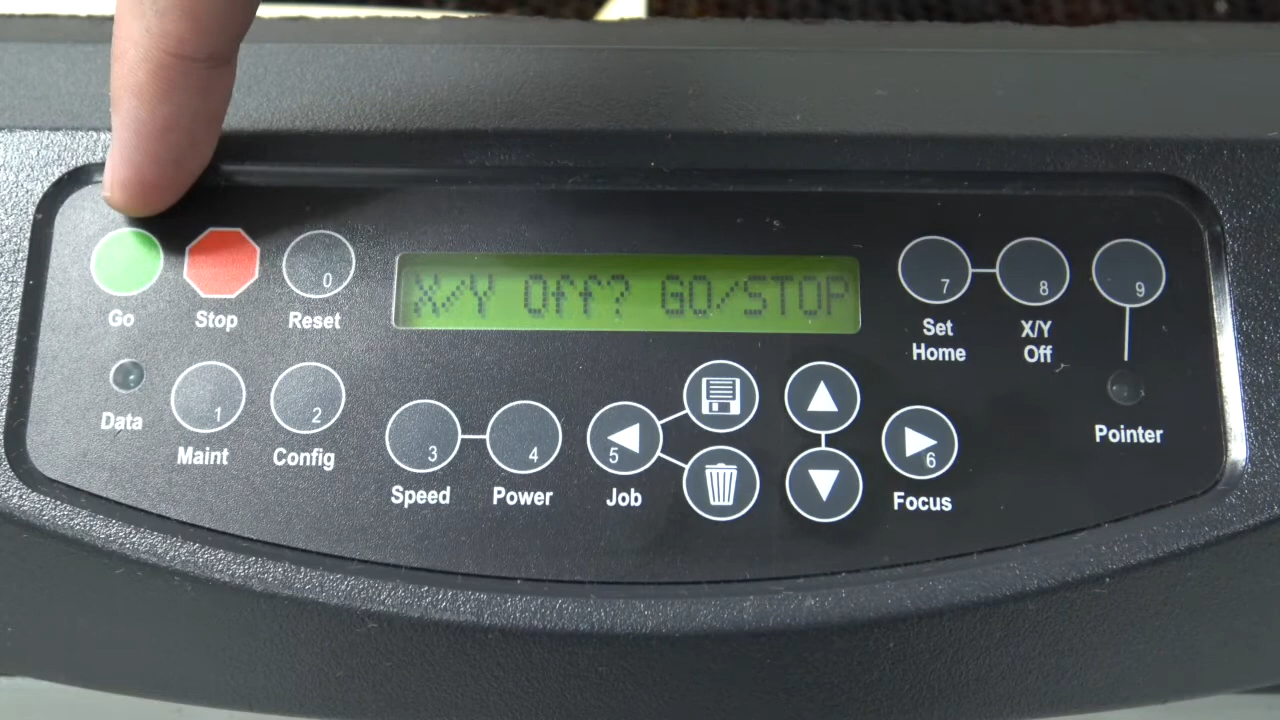 X/Y Off? GO/STOP
0
7
8
9
Go
Stop
Reset
Set
Home
X/Y
Off
Data
1
2
Maint
Config
3
4
5
6
Pointer
Speed
Power
Job
Focus